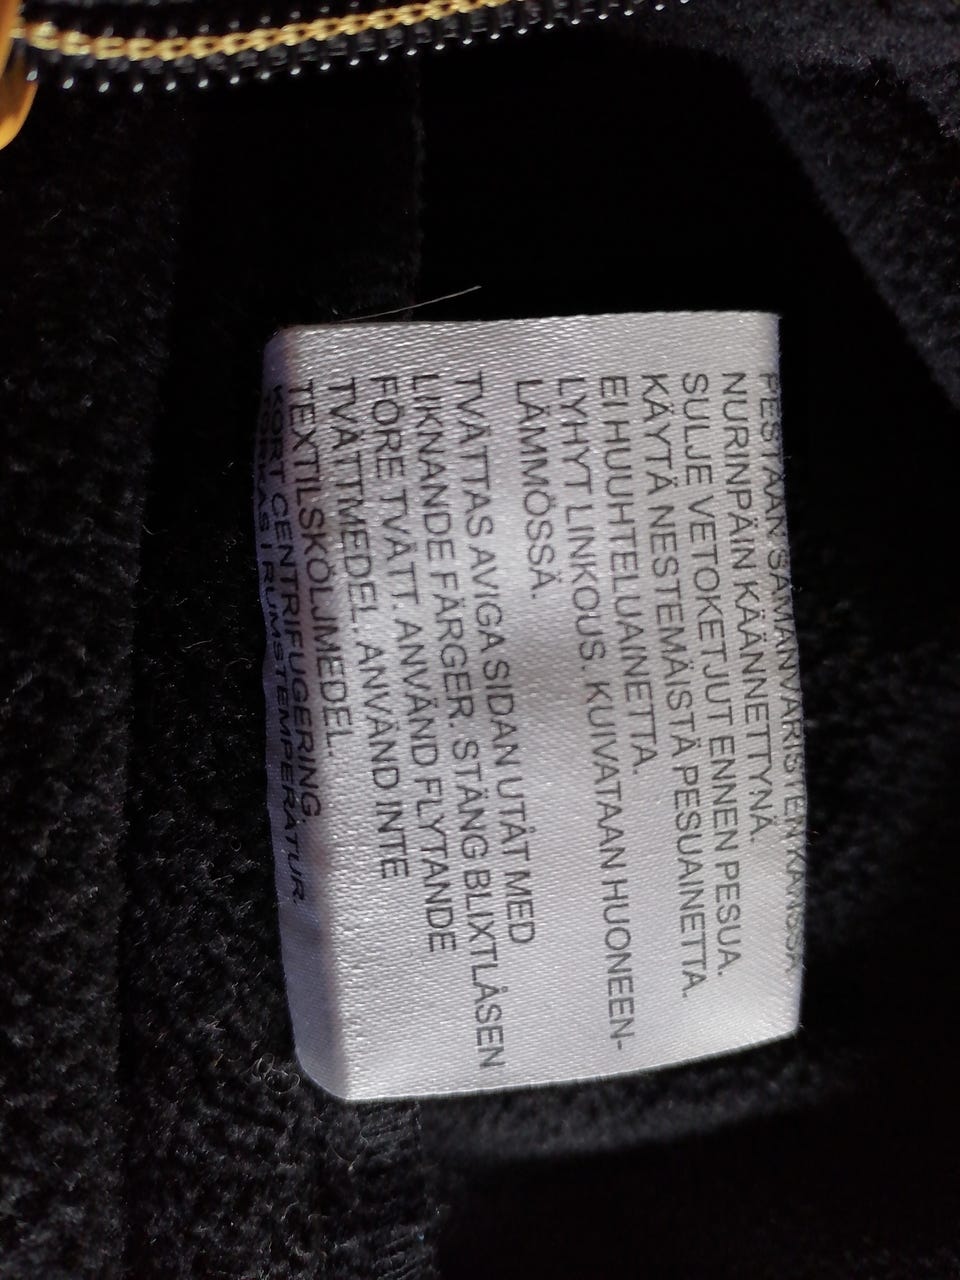 PESTÄÄN SAMANVÄRISTEN KANSSA
NURINPÄIN KÄÄNNETTYNÄ.
SULJE VETOKETJUT ENNEN PESUA.
KÄYTÄ NESTEMÄISTÄ PESUAINETTA.
EI HUUHTELUAINETTA.
LYHYT LINKOUS. KUIVATAAN HUONEEN-
LÄMMÖSSÄ.
TVÄTTAS AVIGA SIDAN UTÅT MED
LIKNANDE FÄRGER. STÄNG BLIXTLÅSEN
FÖRE TVÄTT. ANVÄND FLYTANDE
TVÄTTMEDEL. ANVÄND INTE
TEXTILSKÖLJMEDEL.
KORT CENTRIFUGERING.
TORKAS I RUMSTEMPERATUR.